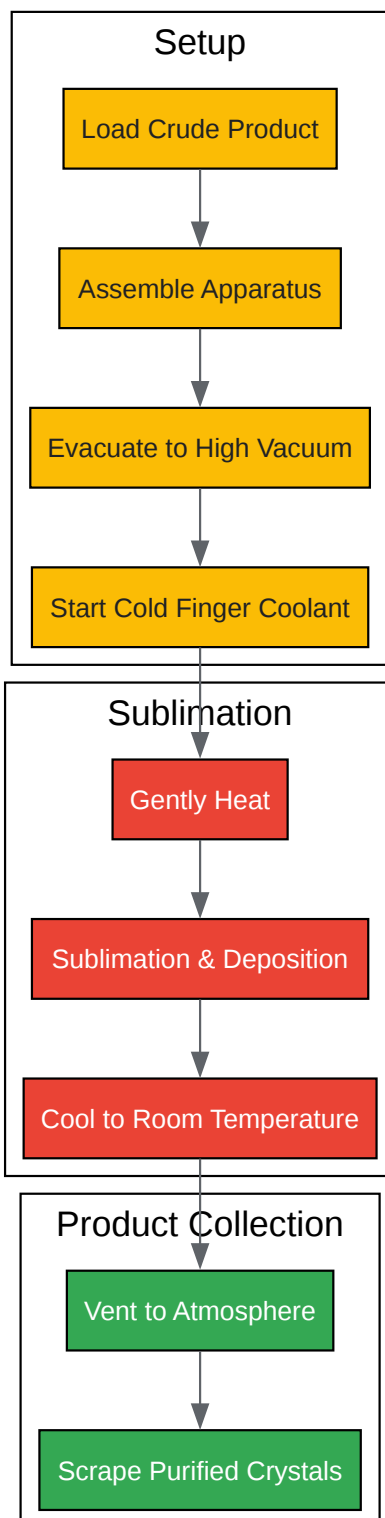 Setup
Load Crude Product
Assemble Apparatus
Evacuate to High Vacuum
Start Cold Finger Coolant
Sublimation
Gently Heat
Sublimation & Deposition
Cool to Room Temperature
Product Collection
Vent to Atmosphere
Scrape Purified Crystals